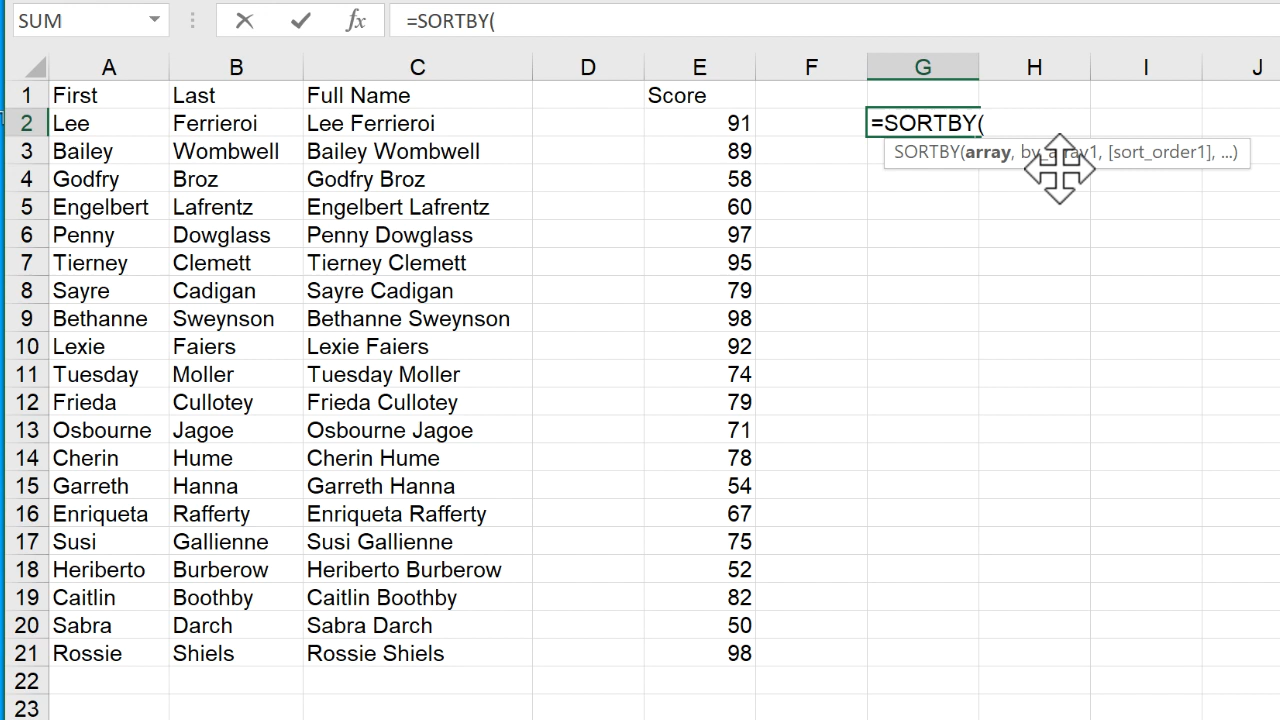 SUM fx =SORTBY(
A B C D E F G H I J
1 First Last Full Name Score
2 Lee Ferrieroi Lee Ferrieroi 91 =SORTBY(
3 Bailey Wombwell Bailey Wombwell 89 SORTBY(array, by_array1, [sort_order1], ...)
4 Godfry Broz Godfry Broz 58
5 Engelbert Lafrentz Engelbert Lafrentz 60
6 Penny Dowglass Penny Dowglass 97
7 Tierney Clemett Tierney Clemett 95
8 Sayre Cadigan Sayre Cadigan 79
9 Bethanne Sweynson Bethanne Sweynson 98
10 Lexie Faiers Lexie Faiers 92
11 Tuesday Moller Tuesday Moller 74
12 Frieda Cullotey Frieda Cullotey 79
13 Osbourne Jagoe Osbourne Jagoe 71
14 Cherin Hume Cherin Hume 78
15 Garreth Hanna Garreth Hanna 54
16 Enriqueta Rafferty Enriqueta Rafferty 67
17 Susi Gallienne Susi Gallienne 75
18 Heriberto Burberow Heriberto Burberow 52
19 Caitlin Boothby Caitlin Boothby 82
20 Sabra Darch Sabra Darch 50
21 Rossie Shiels Rossie Shiels 98
22
23